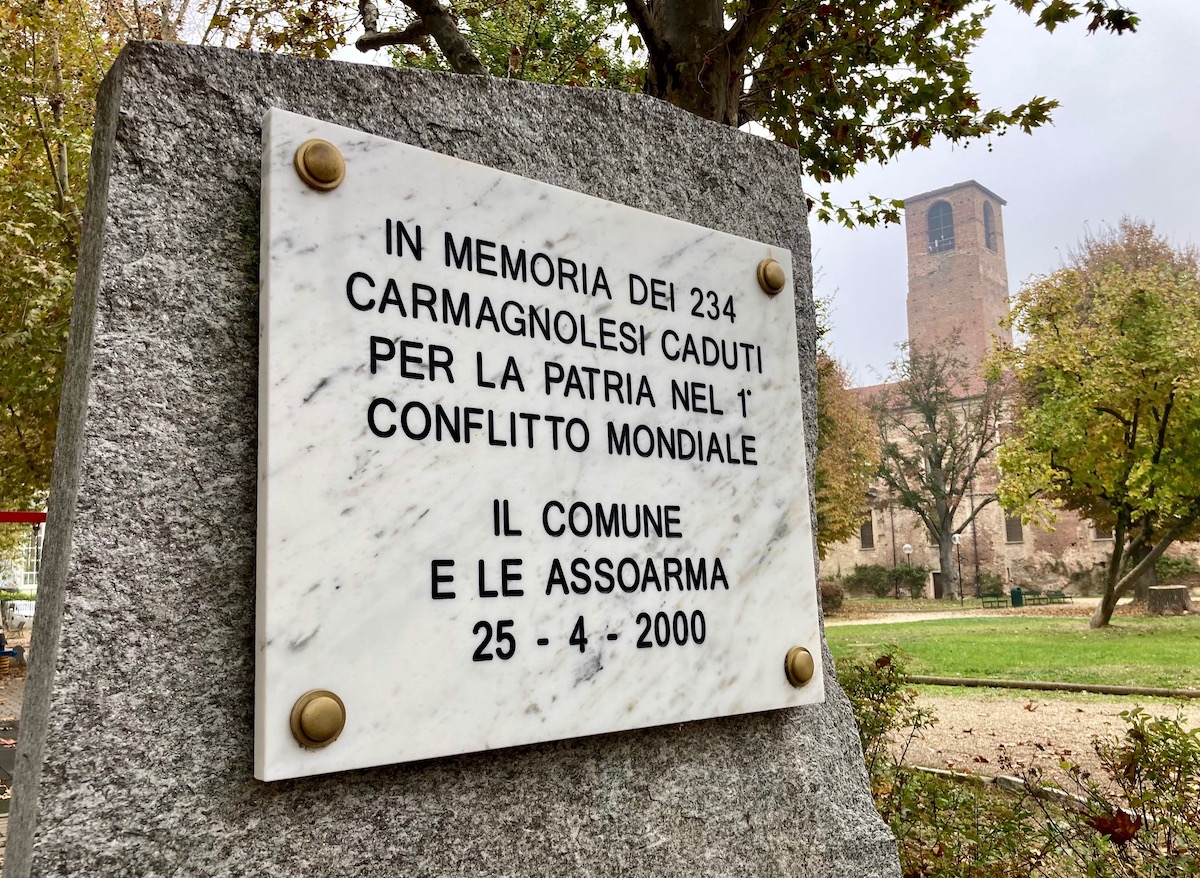 IN MEMORIA DEI 234
CARMAGNOLESI CADUTI
PER LA PATRIA NEL 1°
CONFLITTO MONDIALE
IL COMUNE
E LE ASSOARMA
25 - 4 - 2000